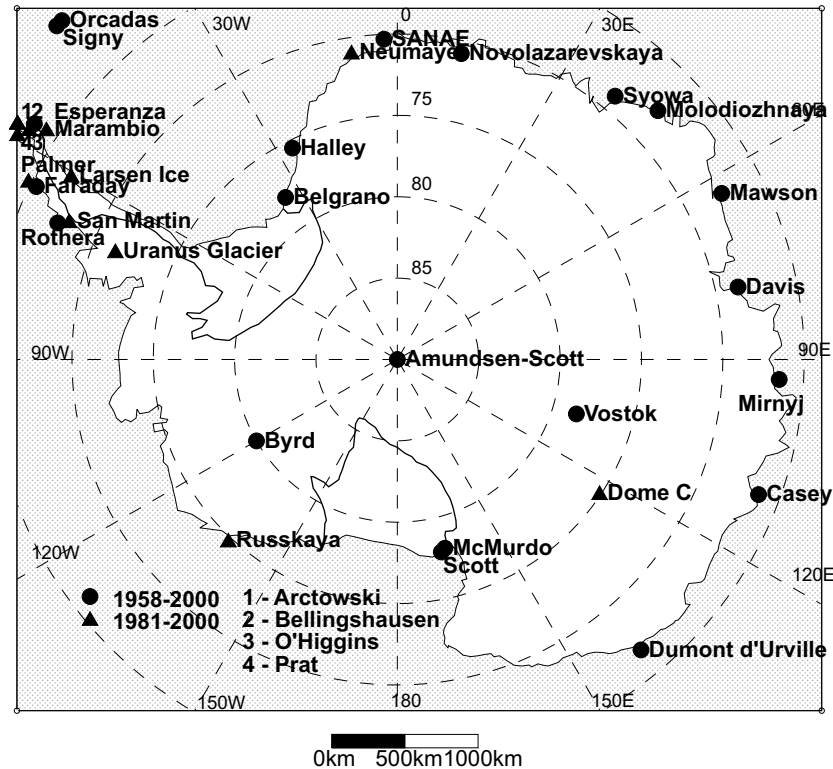 Orcadas
Signy
30W
0
30E
SANAE
Neumayer
Novolazarevskaya
75
Syowa
Molodiozhnaya
60E
12 Esperanza
Marambio
43
Palmer
Larsen Ice
Faraday
Halley
80
Belgrano
Mawson
San Martin
Rothera
Uranus Glacier
85
Davis
90W
Amundsen-Scott
90E
Mirnyj
Vostok
Byrd
Dome C
Casey
Russkaya
McMurdo
Scott
120W
120E
1958-2000
1981-2000
1 - Arctowski
2 - Bellingshausen
3 - O'Higgins
4 - Prat
Dumont d'Urville
150W
180
150E
0km 500km 1000km